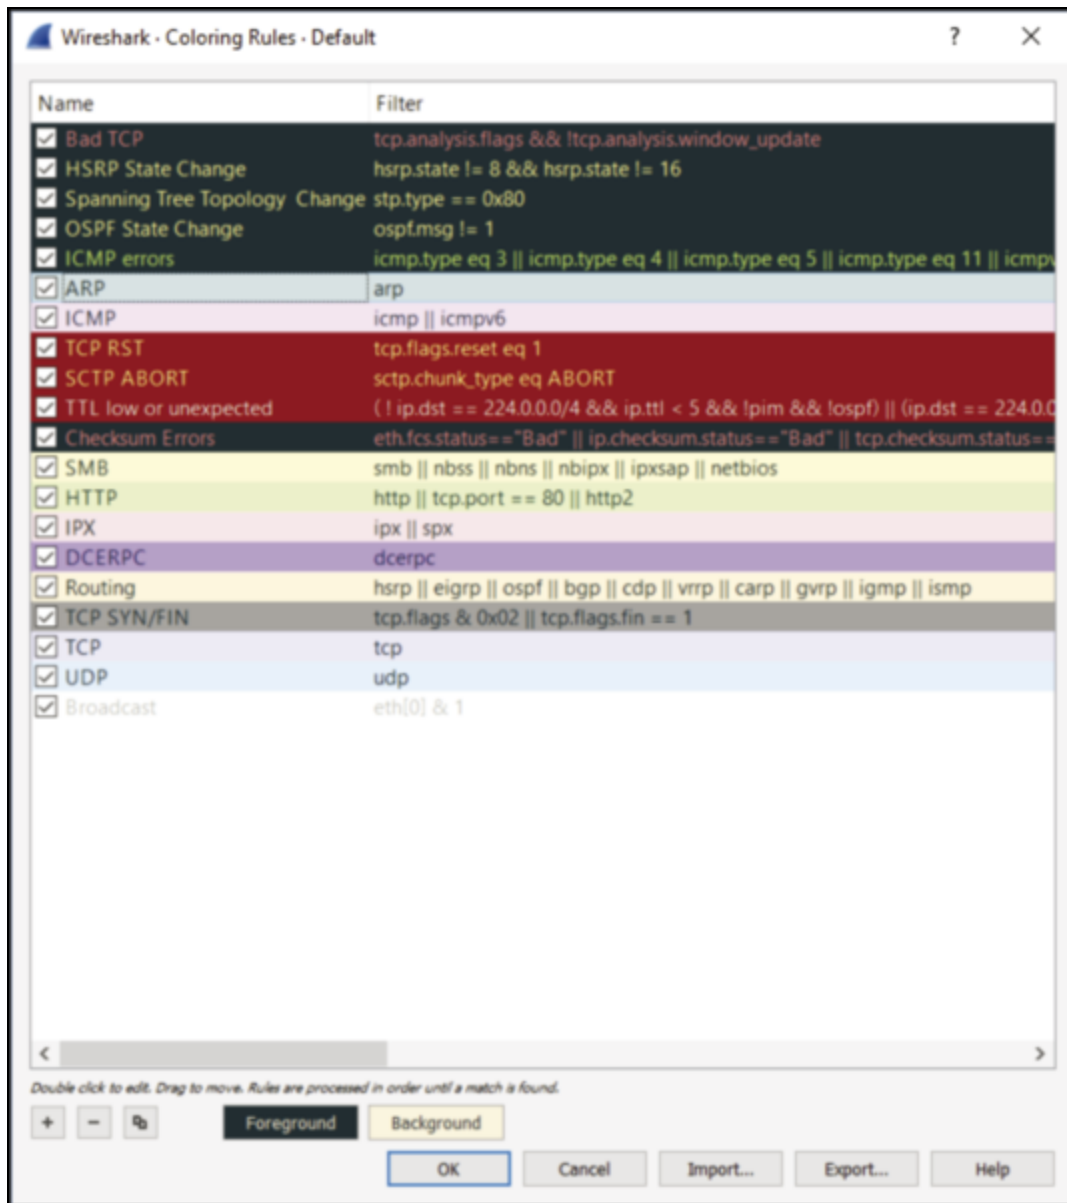 Wireshark · Coloring Rules · Default ? ×
Name Filter
Bad TCP tcp.analysis.flags && !tcp.analysis.window_update
HSRP State Change hsrp.state != 8 && hsrp.state != 16
Spanning Tree Topology Change stp.type == 0x80
OSPF State Change ospf.msg != 1
ICMP errors icmp.type eq 3 || icmp.type eq 4 || icmp.type eq 5 || icmp.type eq 11 || icmpv
ARP arp
ICMP icmp || icmpv6
TCP RST tcp.flags.reset eq 1
SCTP ABORT sctp.chunk_type eq ABORT
TTL low or unexpected ( ! ip.dst == 224.0.0.0/4 && ip.ttl < 5 && !pim && !ospf) || (ip.dst == 224.0.0
Checksum Errors eth.fcs.status=="Bad" || ip.checksum.status=="Bad" || tcp.checksum.status==
SMB smb || nbss || nbns || nbipx || ipxsap || netbios
HTTP http || tcp.port == 80 || http2
IPX ipx || spx
DCERPC dcerpc
Routing hsrp || eigrp || ospf || bgp || cdp || vrrp || carp || gvrp || igmp || ismp
TCP SYN/FIN tcp.flags & 0x02 || tcp.flags.fin == 1
TCP tcp
UDP udp
Broadcast eth[0] & 1
Double click to edit. Drag to move. Rules are processed in order until a match is found.
+ − Foreground Background
OK Cancel Import... Export... Help